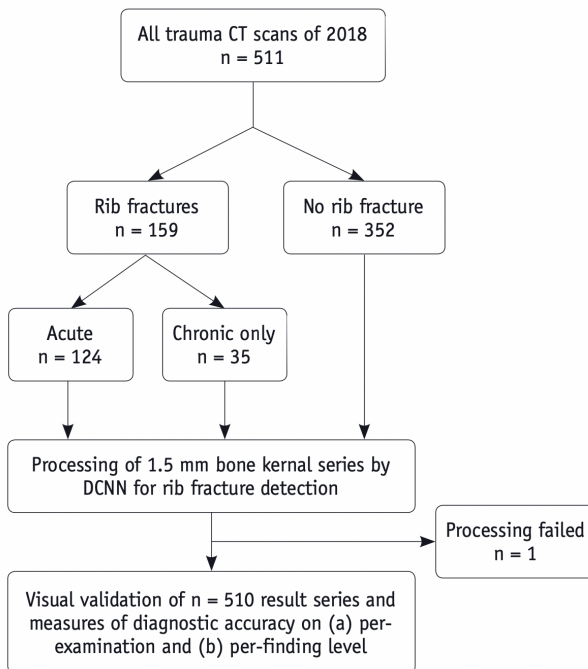 All trauma CT scans of 2018
n = 511
Rib fractures
n = 159
No rib fracture
n = 352
Acute
n = 124
Chronic only
n = 35
Processing of 1.5 mm bone kernel series by
DCNN for rib fracture detection
Processing failed
n = 1
Visual validation of n = 510 result series and
measures of diagnostic accuracy on (a) per-
examination and (b) per-finding level